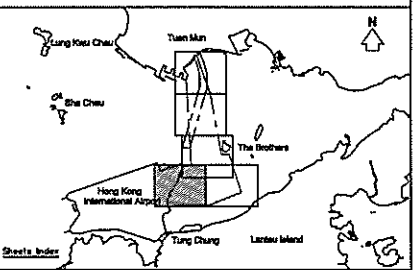 N
Tuen Mun
Lung Kwu Chau
Sha Chau
The Brothers
Hong Kong
International Airport
Tung Chung
Lantau Island
Sheets Index